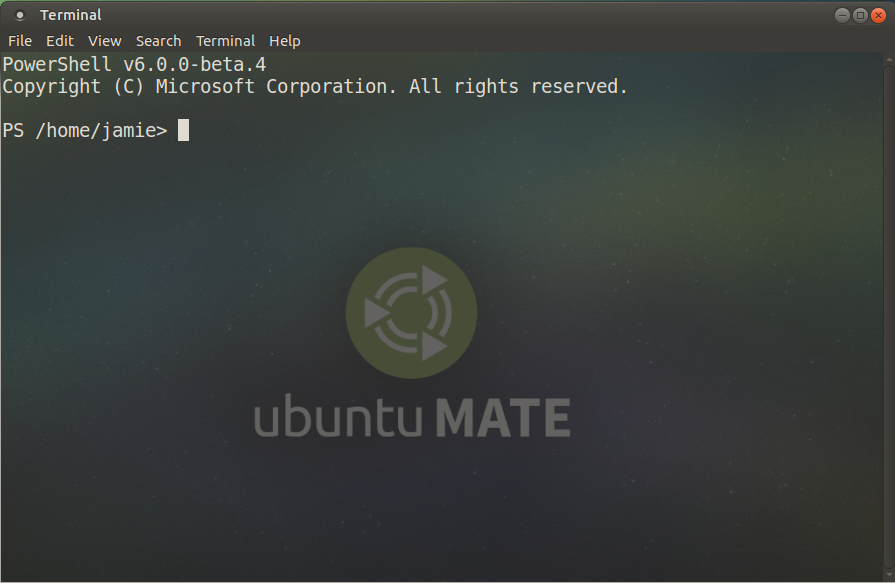 Terminal
File Edit View Search Terminal Help
PowerShell v6.0.0-beta.4
Copyright (C) Microsoft Corporation. All rights reserved.
PS /home/jamie>
ubuntu MATE